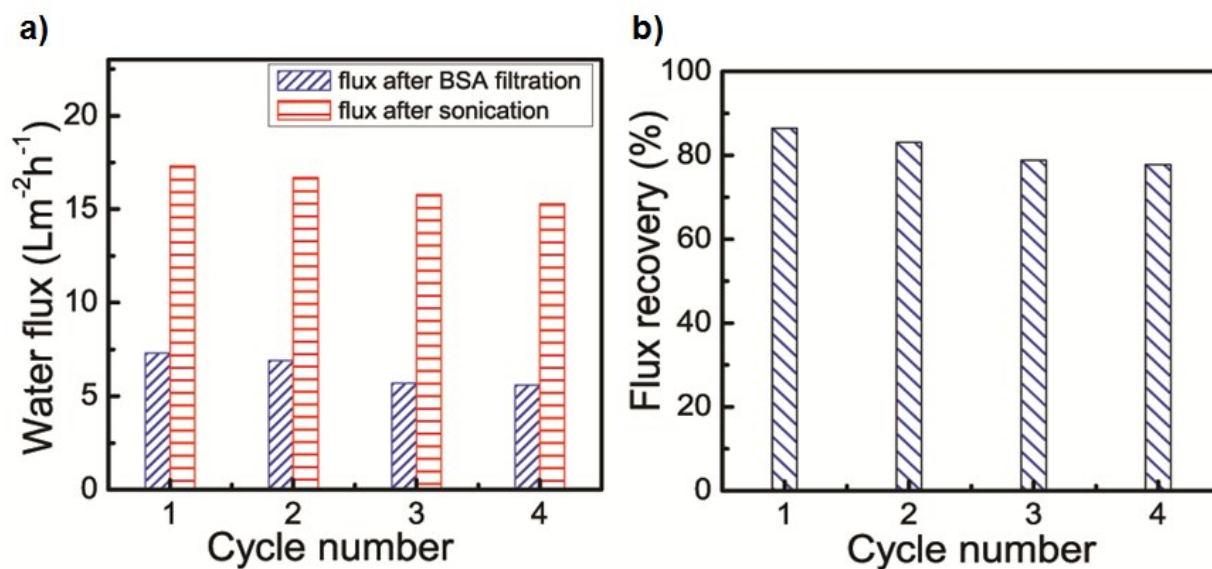 a)
Water flux (Lm⁻²h⁻¹)
20
15
10
5
0
flux after BSA filtration
flux after sonication
1 2 3 4
Cycle number
b)
Flux recovery (%)
100
80
60
40
20
0
1 2 3 4
Cycle number